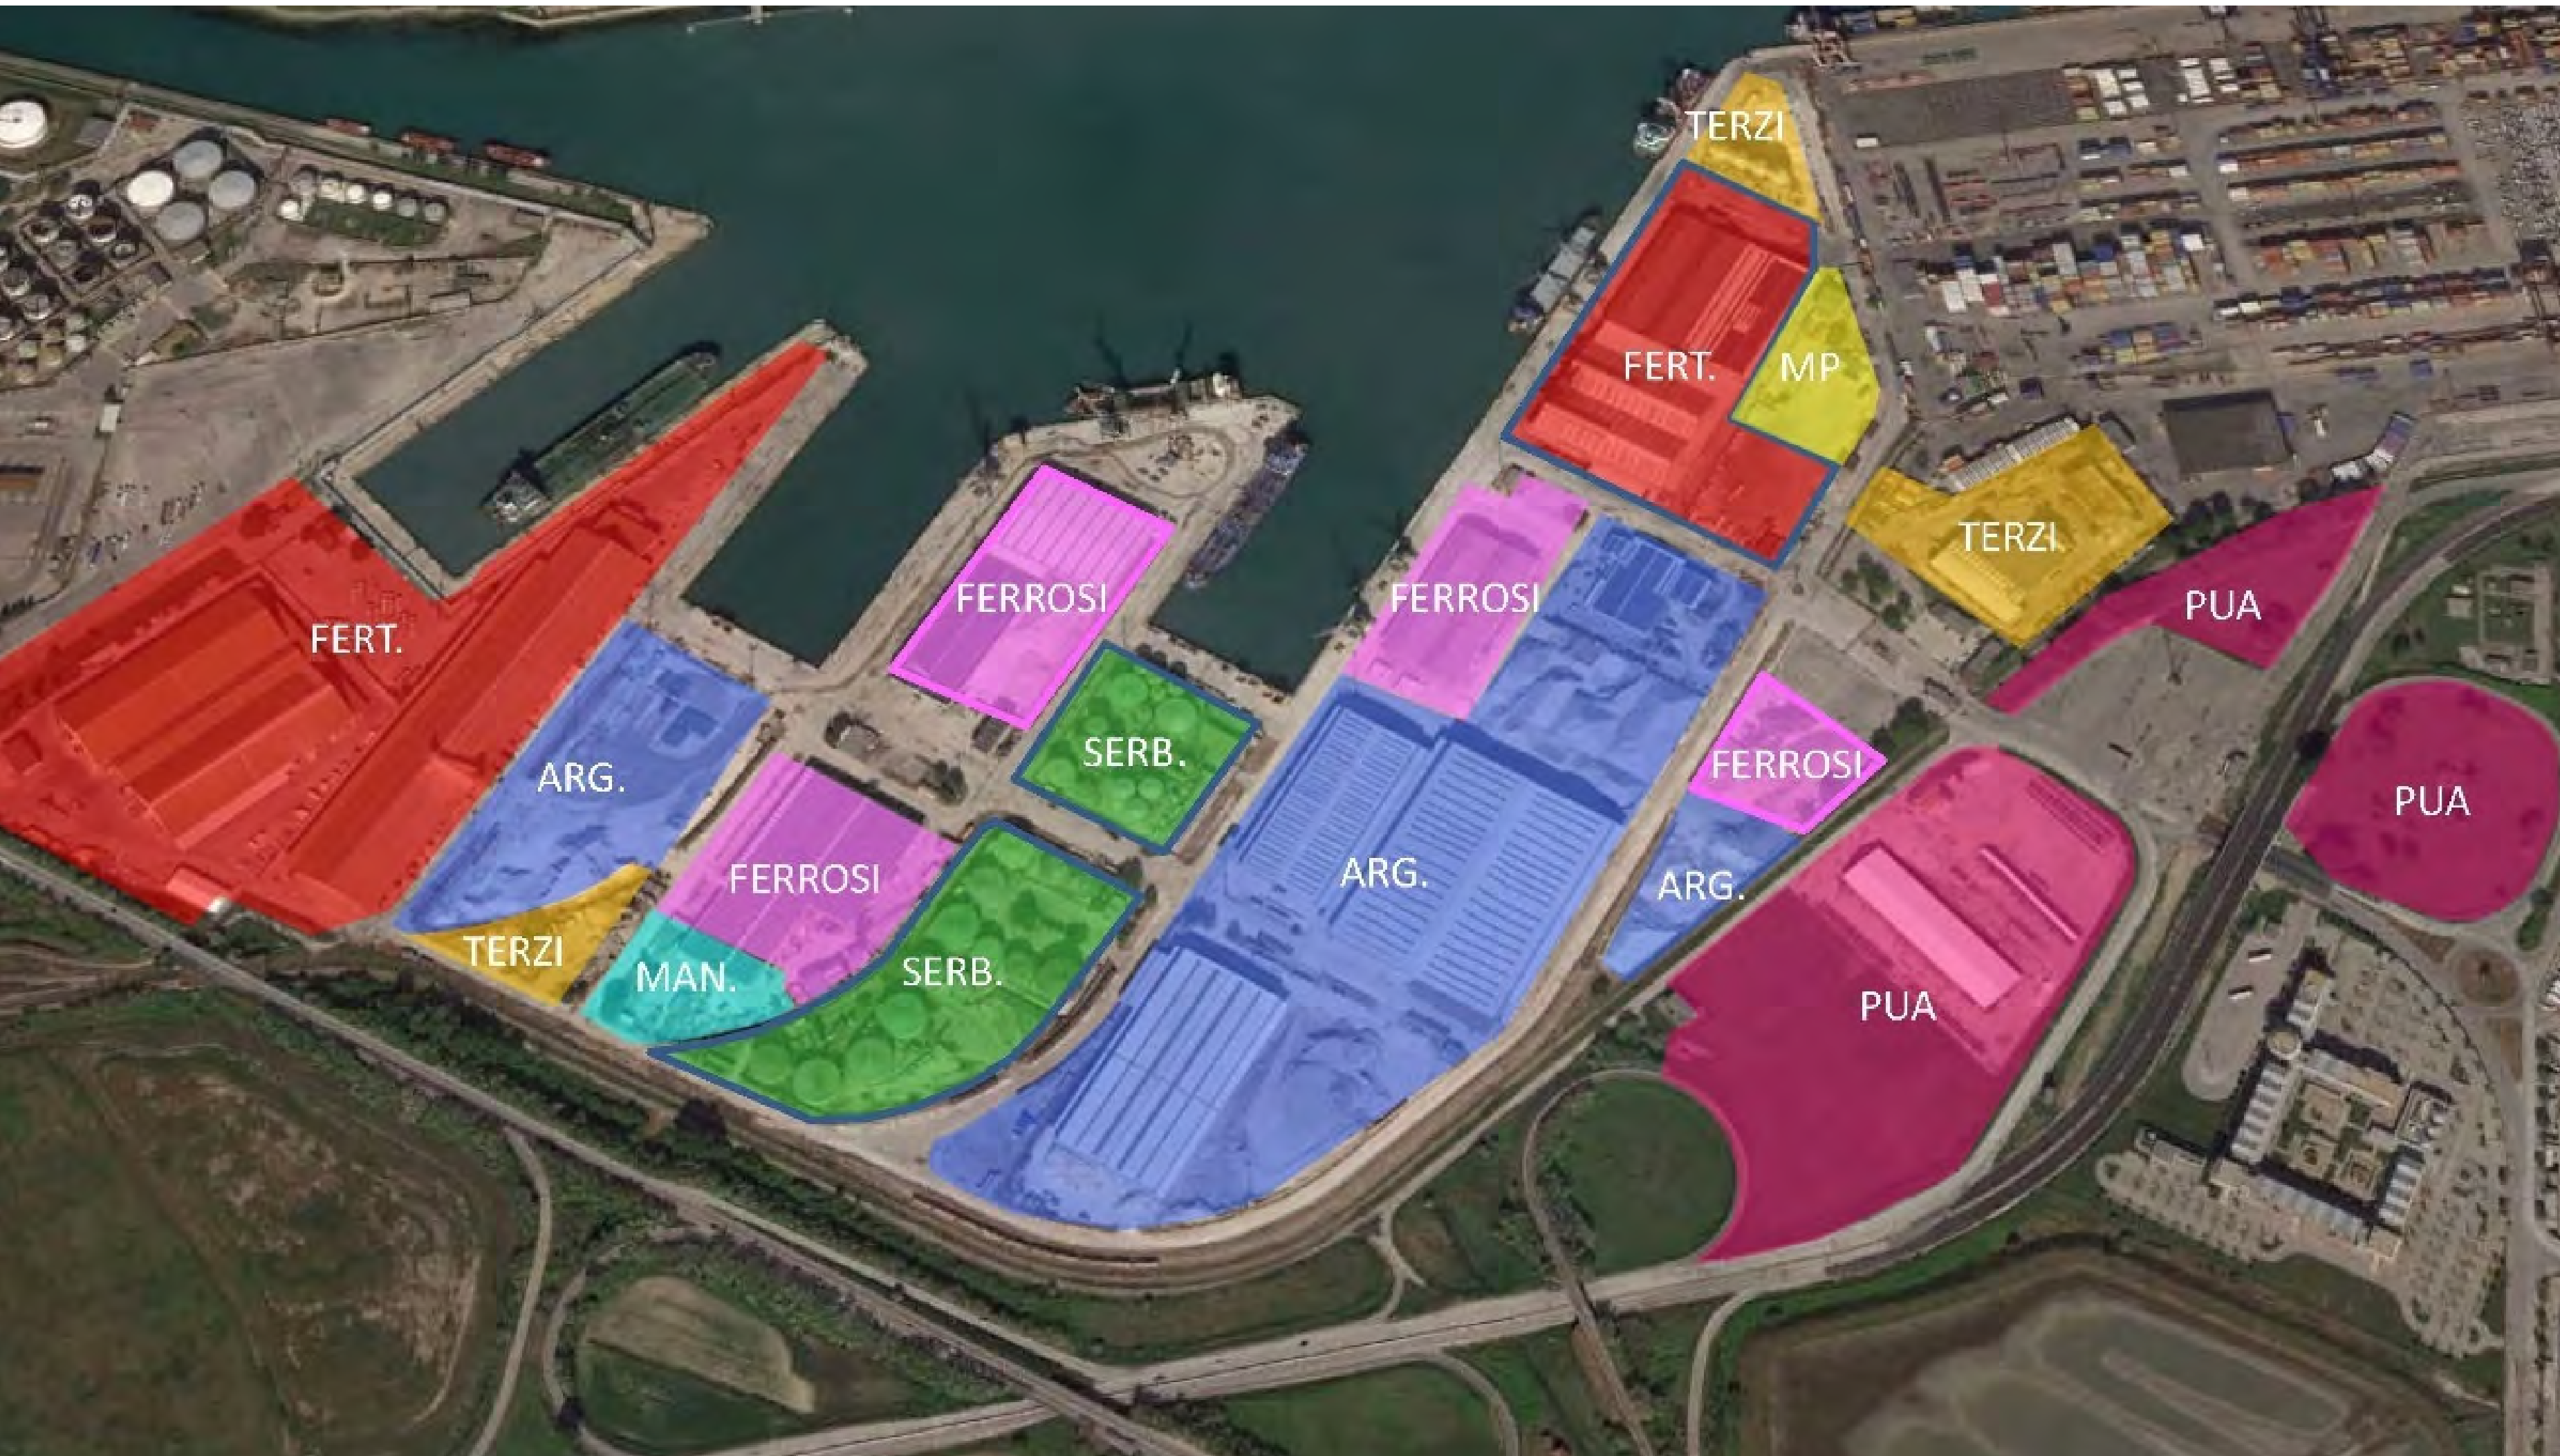 TERZI
FERT.
MP
TERZI
FERROSI
FERROSI
PUA
FERT.
SERB.
FERROSI
ARG.
PUA
FERROSI
ARG.
ARG.
TERZI
MAN.
SERB.
PUA